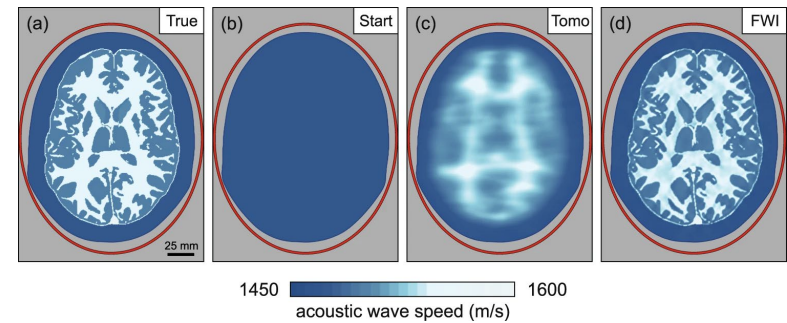 (a) True (b) Start (c) Tomo (d) FWI
25 mm
1450 1600
acoustic wave speed (m/s)